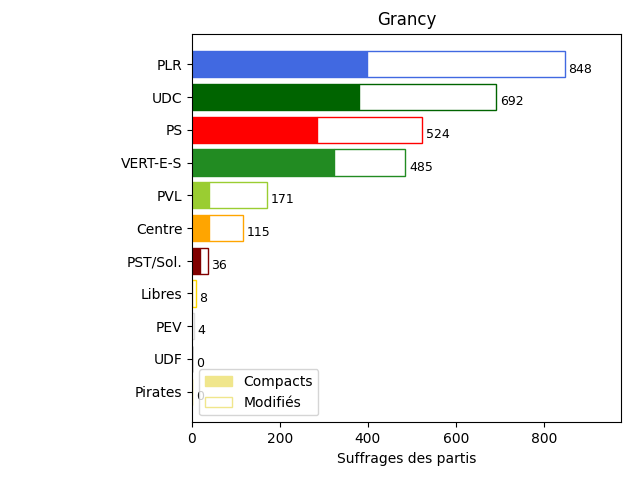 Grancy
PLR 848
UDC 692
PS 524
VERT-E-S 485
PVL 171
Centre 115
PST/Sol. 36
Libres 8
PEV 4
UDF 0
Pirates 0
Compacts
Modifiés
0 200 400 600 800
Suffrages des partis